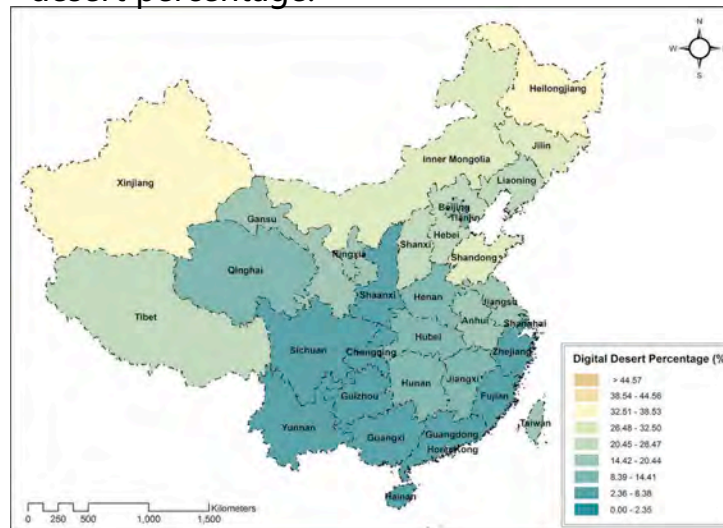 desert percentage.
N
W
E
S
Heilongjiang
Jilin
Inner Mongolia
Liaoning
Xinjiang
Beijing
Tianjin
Gansu
Hebei
Ningxia
Shanxi
Shandong
Qinghai
Shaanxi
Henan
Jiangsu
Tibet
Anhui
Shanghai
Hubei
Sichuan
Chongqing
Zhejiang
Hunan
Jiangxi
Guizhou
Fujian
Yunnan
Guangxi
Guangdong
Taiwan
Hong Kong
Hainan
Digital Desert Percentage (%
> 44.57
38.54 - 44.56
32.51 - 38.53
26.48 - 32.50
20.45 - 26.47
14.42 - 20.44
8.39 - 14.41
2.36 - 8.38
0.00 - 2.35
Kilometers
0 250 500 1,000 1,500